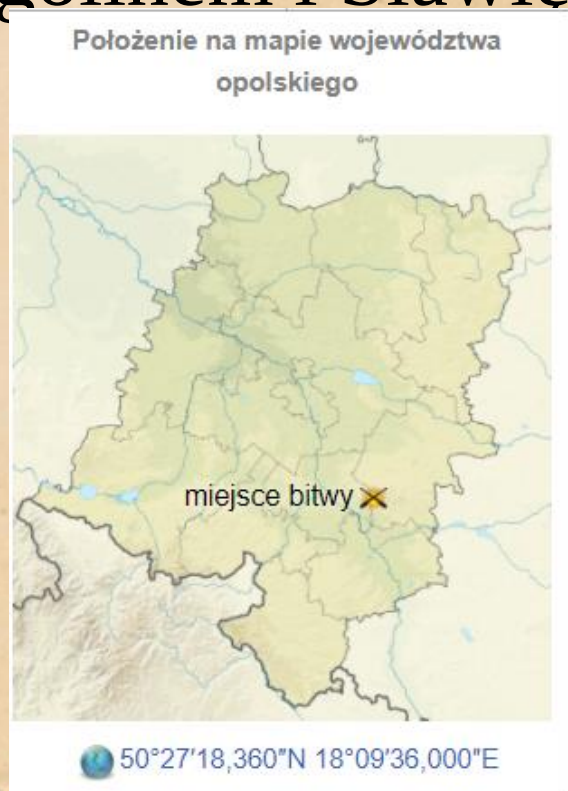 Położenie na mapie województwa
opolskiego
miejsce bitwy
50°27′18,360″N 18°09′36,000″E